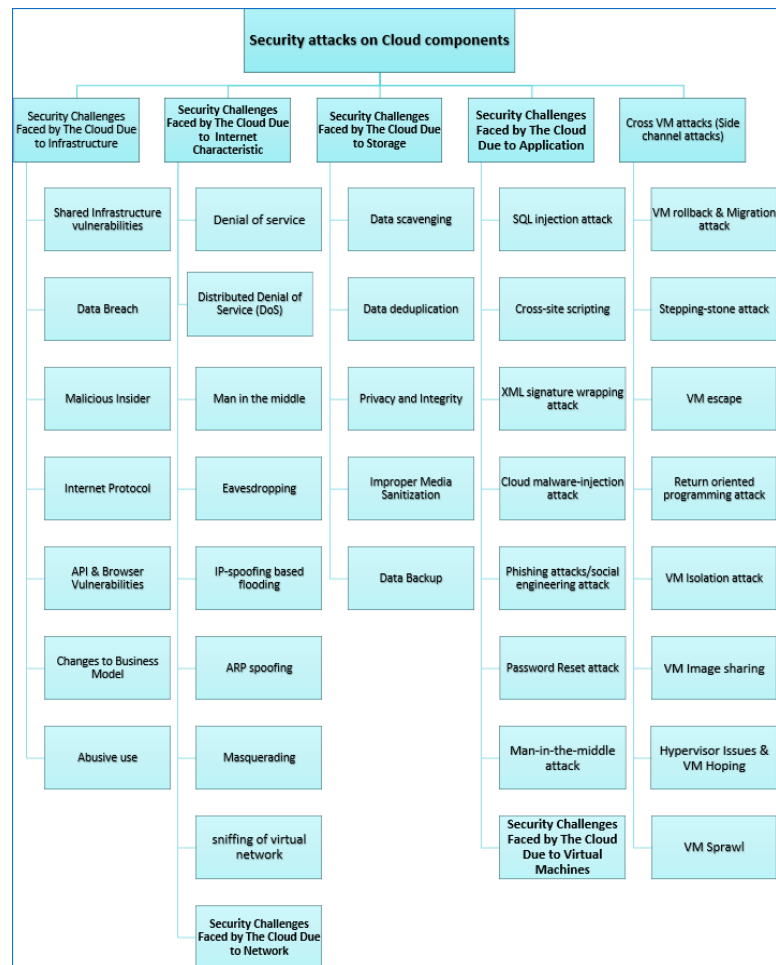 Security attacks on Cloud components
Security Challenges
Faced by The Cloud Due
to Infrastructure
Shared Infrastructure
vulnerabilities
Data Breach
Malicious Insider
Internet Protocol
API & Browser
Vulnerabilities
Changes to Business
Model
Abusive use
Security Challenges
Faced by The Cloud Due
to Internet
Characteristic
Denial of service
Distributed Denial of
Service (DoS)
Man in the middle
Eavesdropping
IP-spoofing based
flooding
ARP spoofing
Masquerading
sniffing of virtual
network
Security Challenges
Faced by The Cloud Due
to Network
Security Challenges
Faced by The Cloud Due
to Storage
Data scavenging
Data deduplication
Privacy and Integrity
Improper Media
Sanitization
Data Backup
Security Challenges
Faced by The Cloud
Due to Application
SQL injection attack
Cross-site scripting
XML signature wrapping
attack
Cloud malware-injection
attack
Phishing attacks/social
engineering attack
Password Reset attack
Man-in-the-middle
attack
Security Challenges
Faced by The Cloud
Due to Virtual
Machines
Cross VM attacks (Side
channel attacks)
VM rollback & Migration
attack
Stepping-stone attack
VM escape
Return oriented
programming attack
VM Isolation attack
VM Image sharing
Hypervisor Issues &
VM Hoping
VM Sprawl